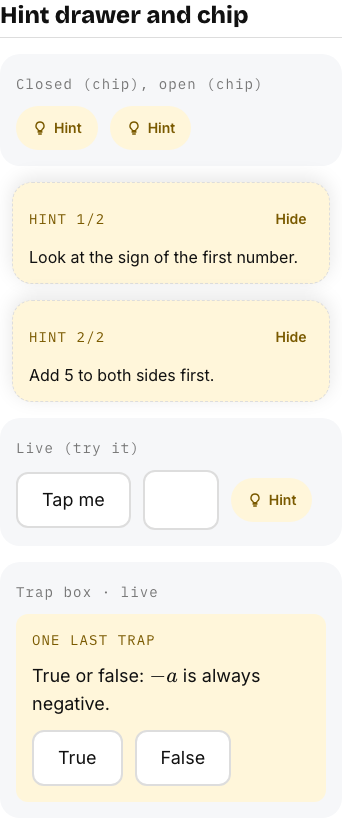 Hint drawer and chip
Closed (chip), open (chip)
Hint Hint
HINT 1/2 Hide
Look at the sign of the first number.
HINT 2/2 Hide
Add 5 to both sides first.
Live (try it)
Tap me Hint
Trap box · live
ONE LAST TRAP
True or false: −a is always
negative.
True False